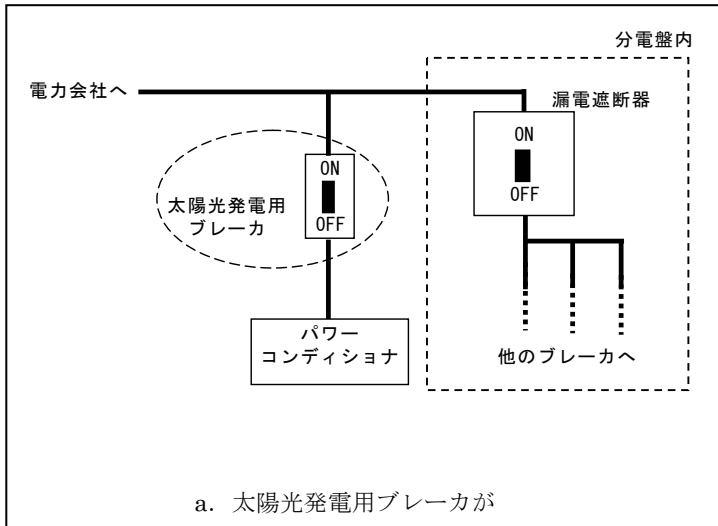 分電盤内
電力会社へ
漏電遮断器
ON
OFF
太陽光発電用
ブレーカ
ON
OFF
パワー
コンディショナ
他のブレーカへ
a. 太陽光発電用ブレーカが